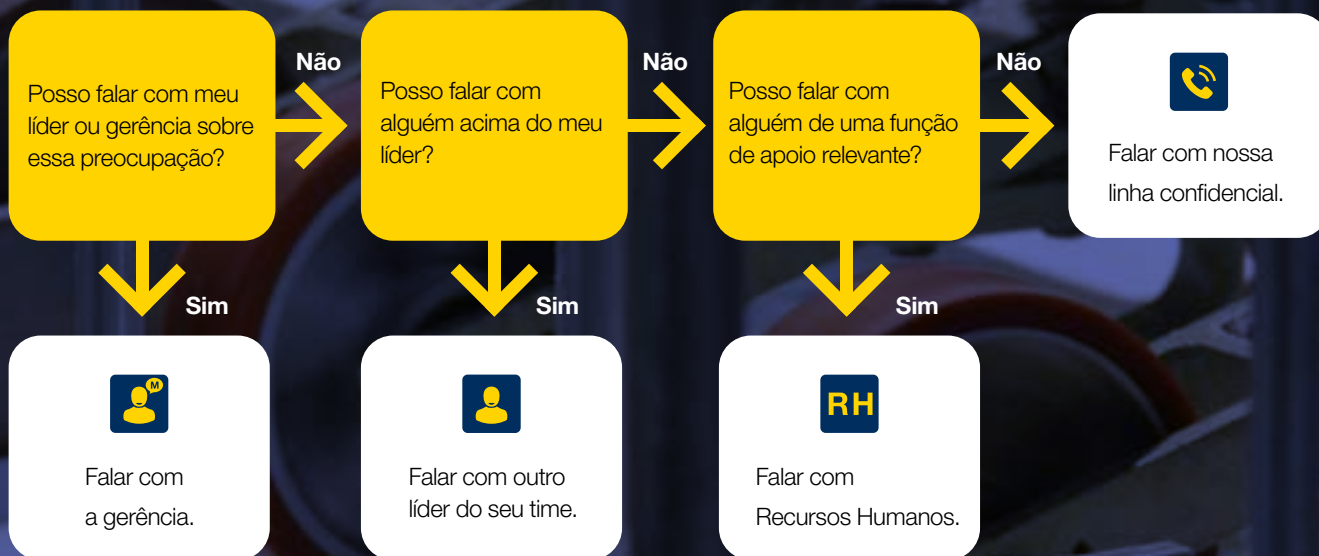 Posso falar com meu
líder ou gerência sobre
essa preocupação?
Não
Posso falar com
alguém acima do meu
líder?
Não
Posso falar com
alguém de uma função
de apoio relevante?
Não
Falar com nossa
linha confidencial.
Sim
Sim
Sim
M
Falar com
a gerência.
Falar com outro
líder do seu time.
RH
Falar com
Recursos Humanos.